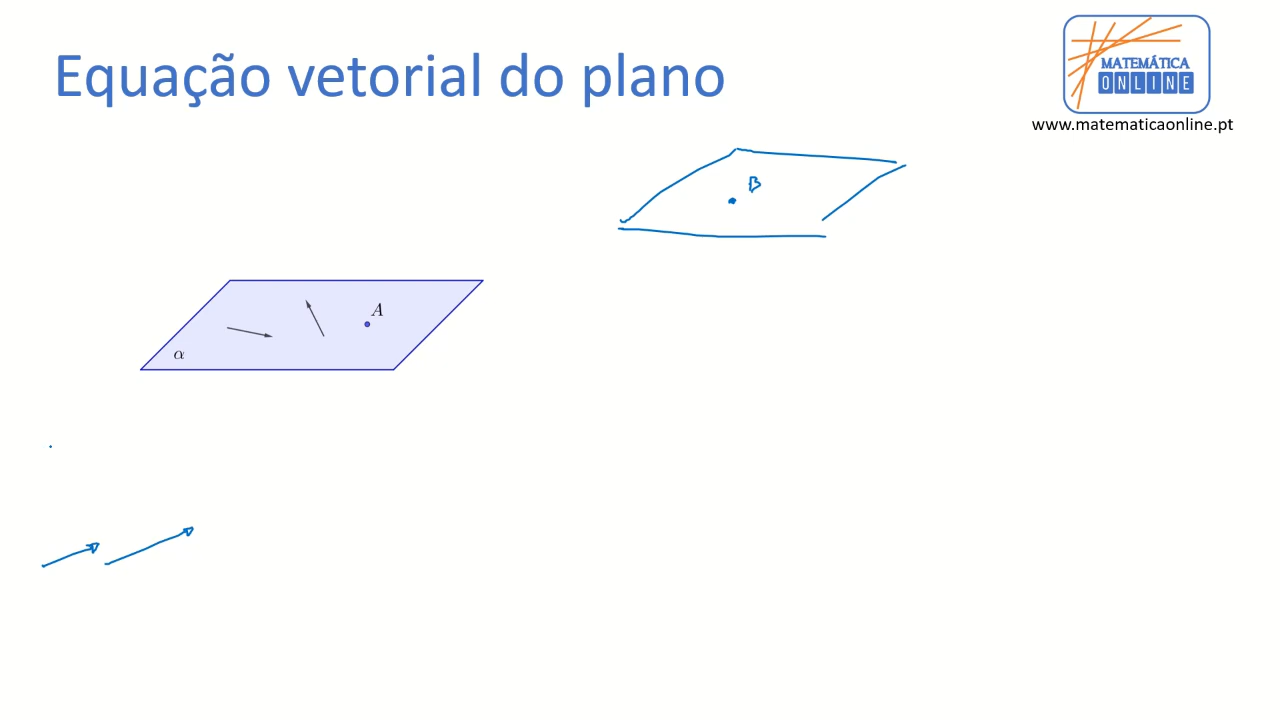 Equação vetorial do plano
MATEMÁTICA
ONLINE
www.matematicaonline.pt
B
A
α